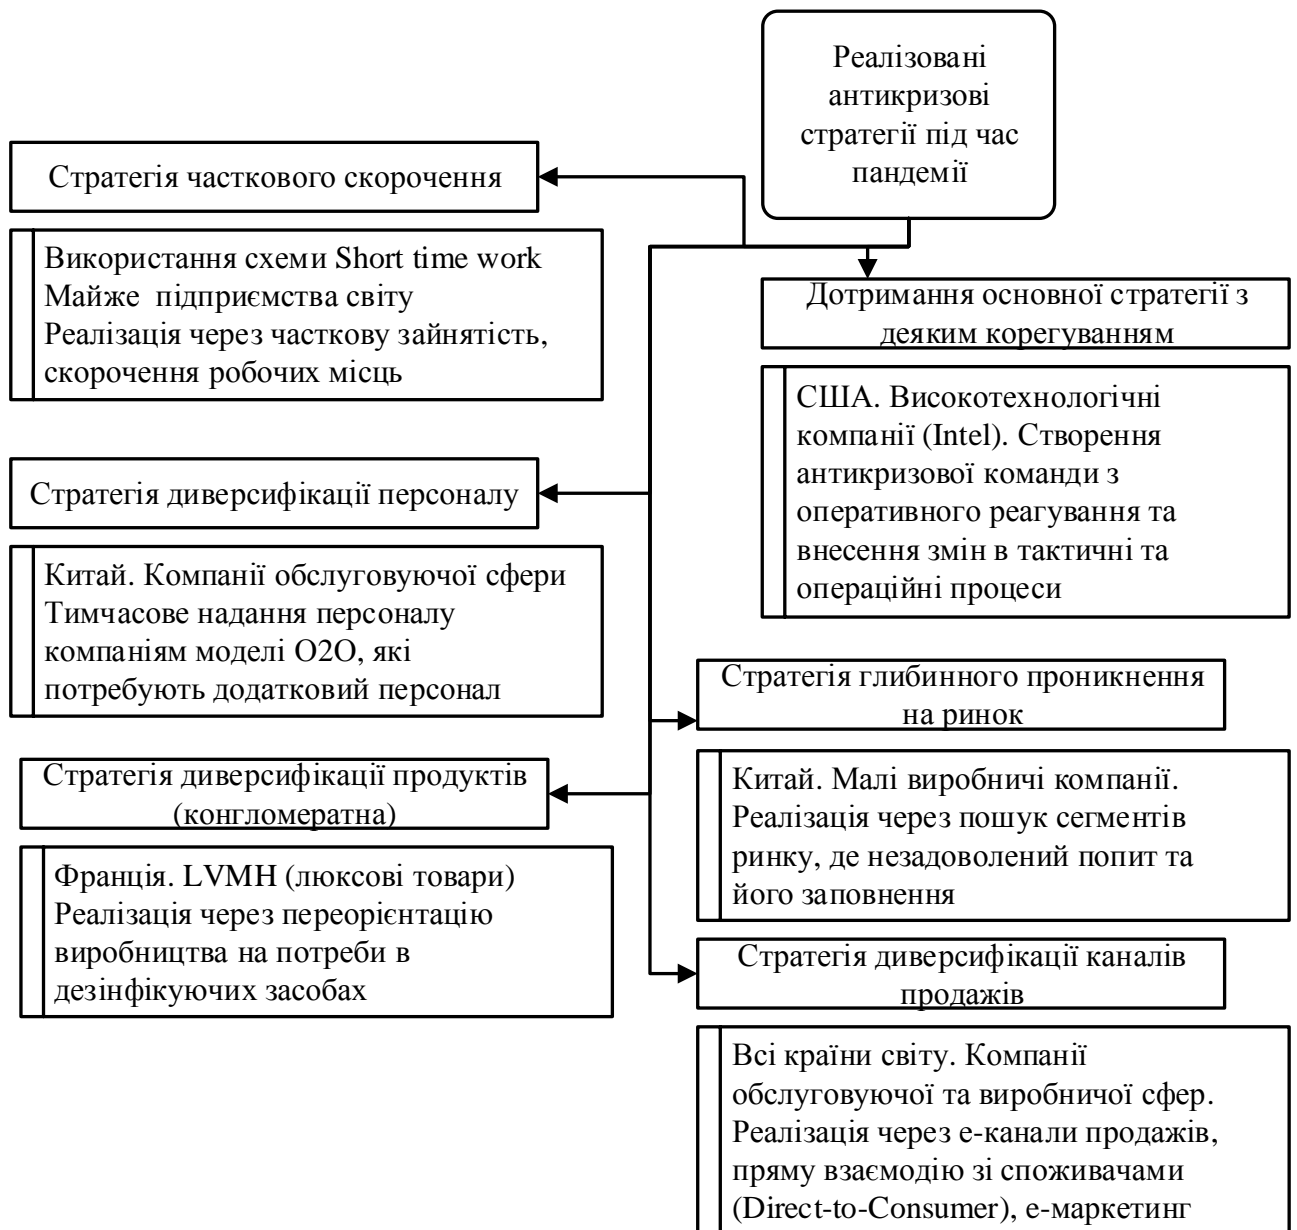 Реалізовані
антикризові
стратегії під час
пандемії
Стратегія часткового скорочення
Використання схеми Short time work
Майже підприємства світу
Реалізація через часткову зайнятість,
скорочення робочих місць
Дотримання основної стратегії з
деяким корегуванням
США. Високотехнологічні
компанії (Intel). Створення
антикризової команди з
оперативного реагування та
внесення змін в тактичні та
операційні процеси
Стратегія диверсифікації персоналу
Китай. Компанії обслуговуючої сфери
Тимчасове надання персоналу
компаніям моделі О2О, які
потребують додатковий персонал
Стратегія глибинного проникнення
на ринок
Китай. Малі виробничі компанії.
Реалізація через пошук сегментів
ринку, де незадоволений попит та
його заповнення
Стратегія диверсифікації продуктів
(конгломератна)
Франція. LVMH (люксові товари)
Реалізація через переорієнтацію
виробництва на потреби в
дезінфікуючих засобах
Стратегія диверсифікації каналів
продажів
Всі країни світу. Компанії
обслуговуючої та виробничої сфер.
Реалізація через е-канали продажів,
пряму взаємодію зі споживачами
(Direct-to-Consumer), е-маркетинг